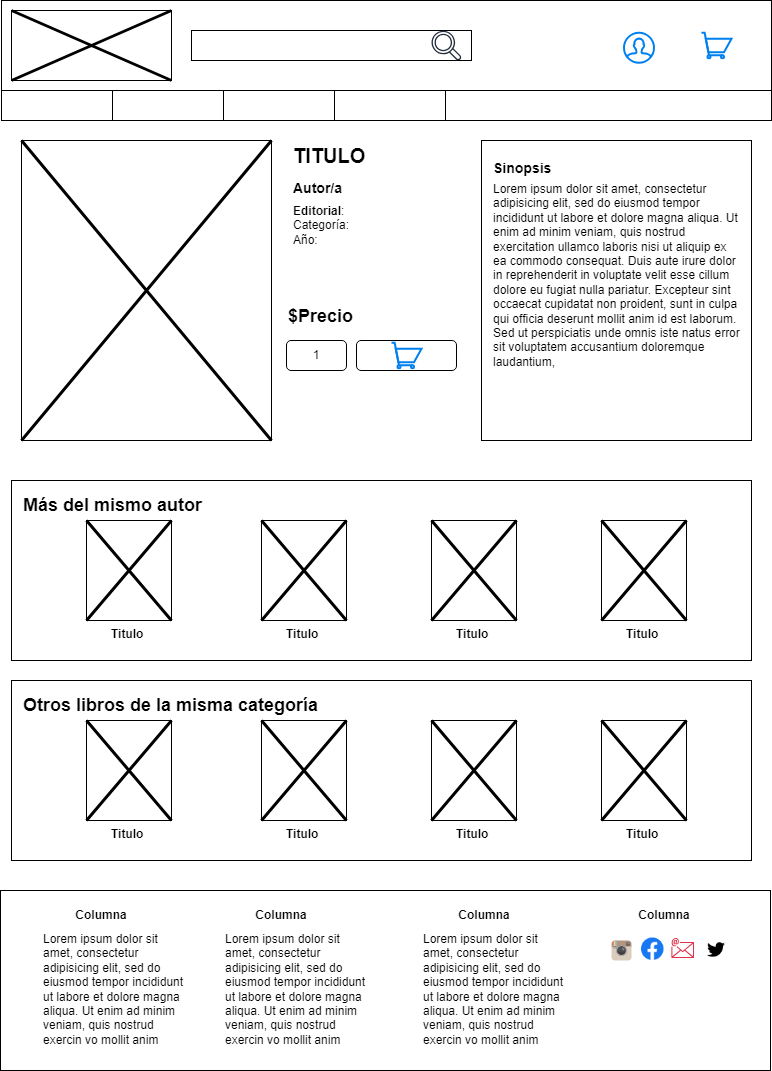 TITULO
Autor/a
Editorial:
Categoría:
Año:
$Precio
1
Sinopsis
Lorem ipsum dolor sit amet, consectetur
adipisicing elit, sed do eiusmod tempor
incididunt ut labore et dolore magna aliqua. Ut
enim ad minim veniam, quis nostrud
exercitation ullamco laboris nisi ut aliquip ex
ea commodo consequat. Duis aute irure dolor
in reprehenderit in voluptate velit esse cillum
dolore eu fugiat nulla pariatur. Excepteur sint
occaecat cupidatat non proident, sunt in culpa
qui officia deserunt mollit anim id est laborum.
Sed ut perspiciatis unde omnis iste natus error
sit voluptatem accusantium doloremque
laudantium,
Más del mismo autor
Titulo
Titulo
Titulo
Titulo
Otros libros de la misma categoría
Titulo
Titulo
Titulo
Titulo
Columna
Lorem ipsum dolor sit
amet, consectetur
adipisicing elit, sed do
eiusmod tempor incididunt
ut labore et dolore magna
aliqua. Ut enim ad minim
veniam, quis nostrud
exercin vo mollit anim
Columna
Lorem ipsum dolor sit
amet, consectetur
adipisicing elit, sed do
eiusmod tempor incididunt
ut labore et dolore magna
aliqua. Ut enim ad minim
veniam, quis nostrud
exercin vo mollit anim
Columna
Lorem ipsum dolor sit
amet, consectetur
adipisicing elit, sed do
eiusmod tempor incididunt
ut labore et dolore magna
aliqua. Ut enim ad minim
veniam, quis nostrud
exercin vo mollit anim
Columna